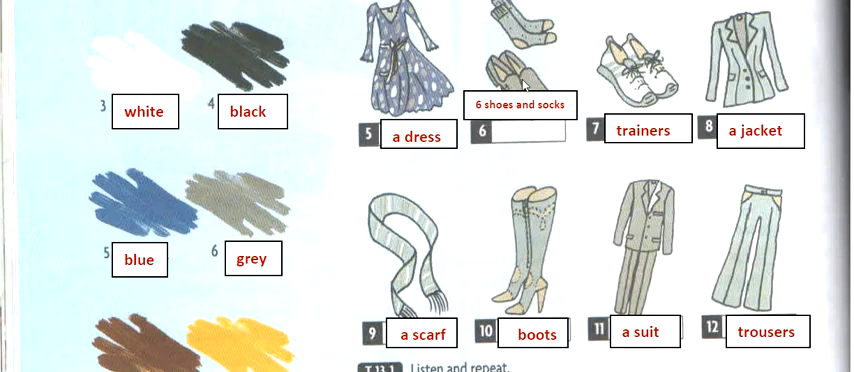 3 white
4 black
6 shoes and socks
5 a dress
6
7 trainers
8 a jacket
5 blue
6 grey
9 a scarf
10 boots
11 a suit
12 trousers
T 13.1 Listen and repeat.